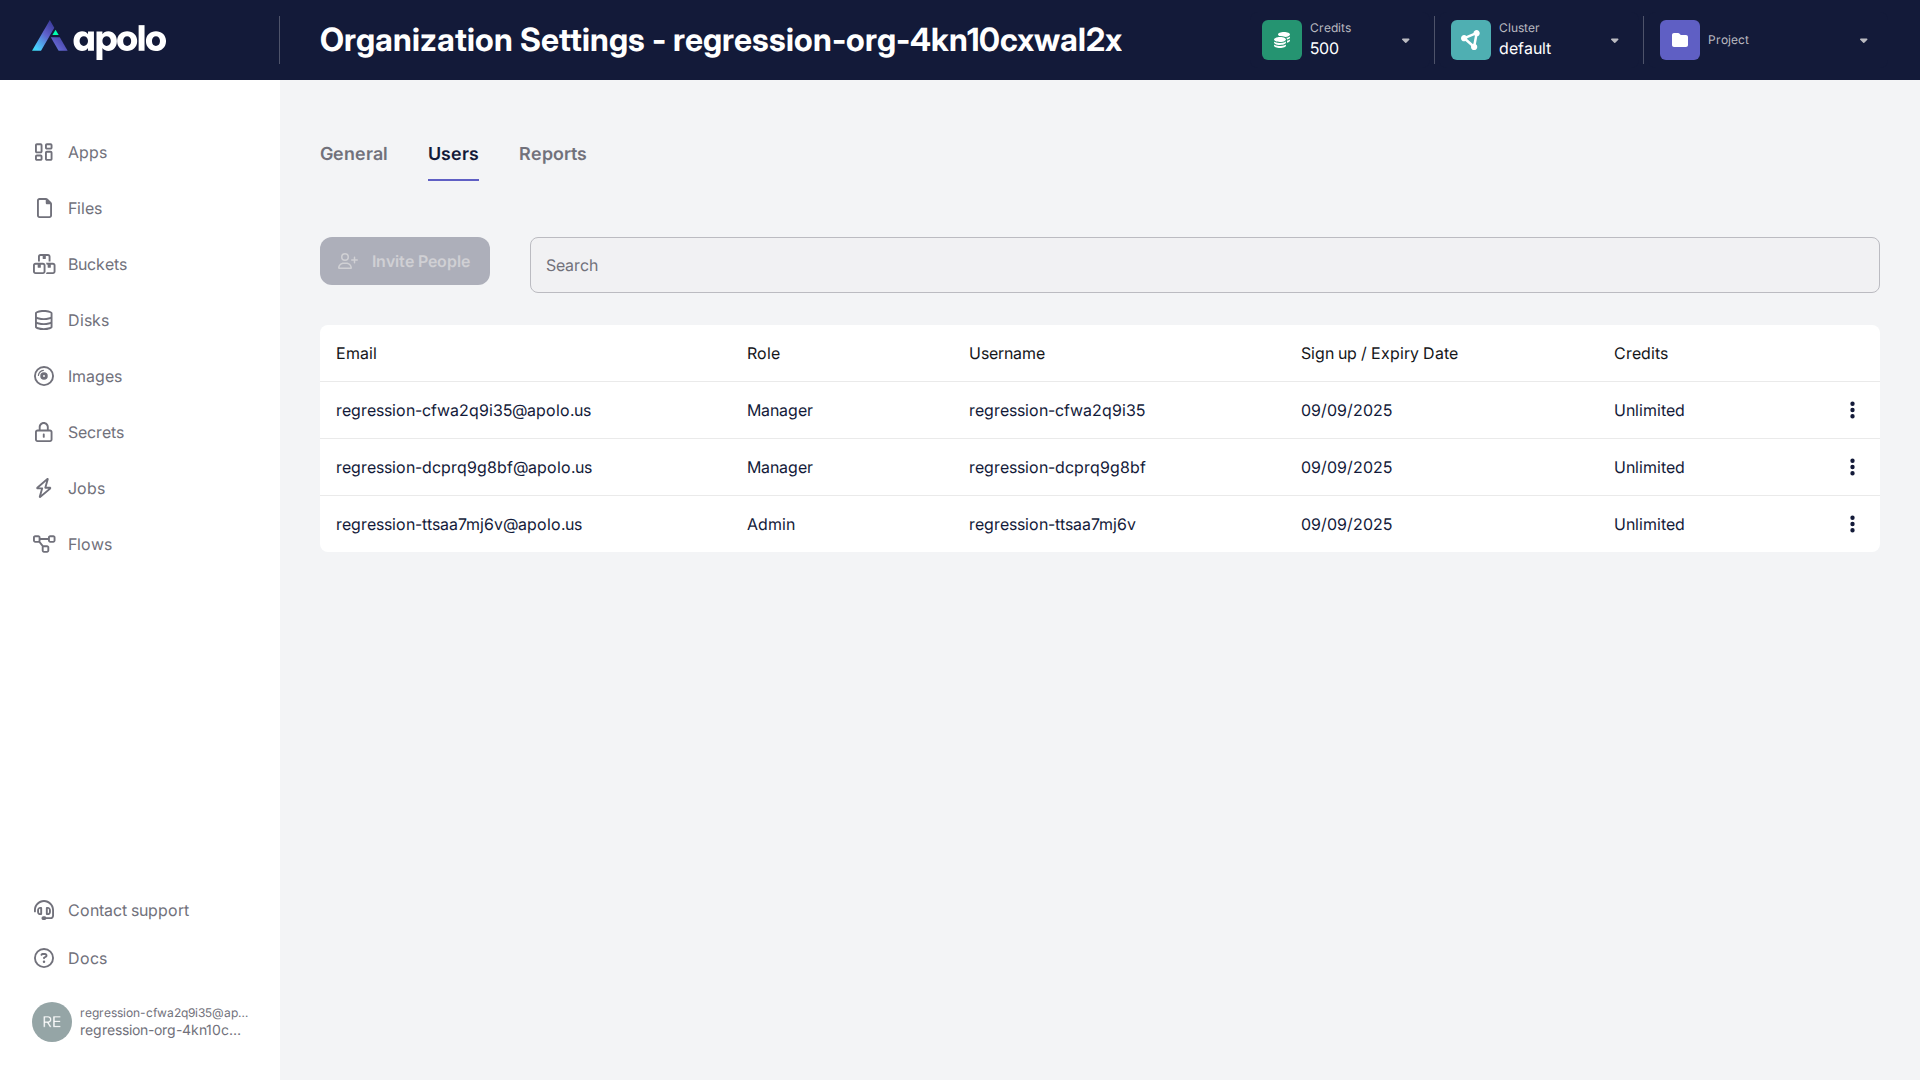 apolo
Organization Settings - regression-org-4kn10cxwal2x
Credits
500
Cluster
default
Project
Apps
Files
Buckets
Disks
Images
Secrets
Jobs
Flows
Contact support
Docs
RE
regression-cfwa2q9i35@ap...
regression-org-4kn10c...
General Users Reports
Invite People
Search
Email Role Username Sign up / Expiry Date Credits
regression-cfwa2q9i35@apolo.us Manager regression-cfwa2q9i35 09/09/2025 Unlimited
regression-dcprq9g8bf@apolo.us Manager regression-dcprq9g8bf 09/09/2025 Unlimited
regression-ttsaa7mj6v@apolo.us Admin regression-ttsaa7mj6v 09/09/2025 Unlimited